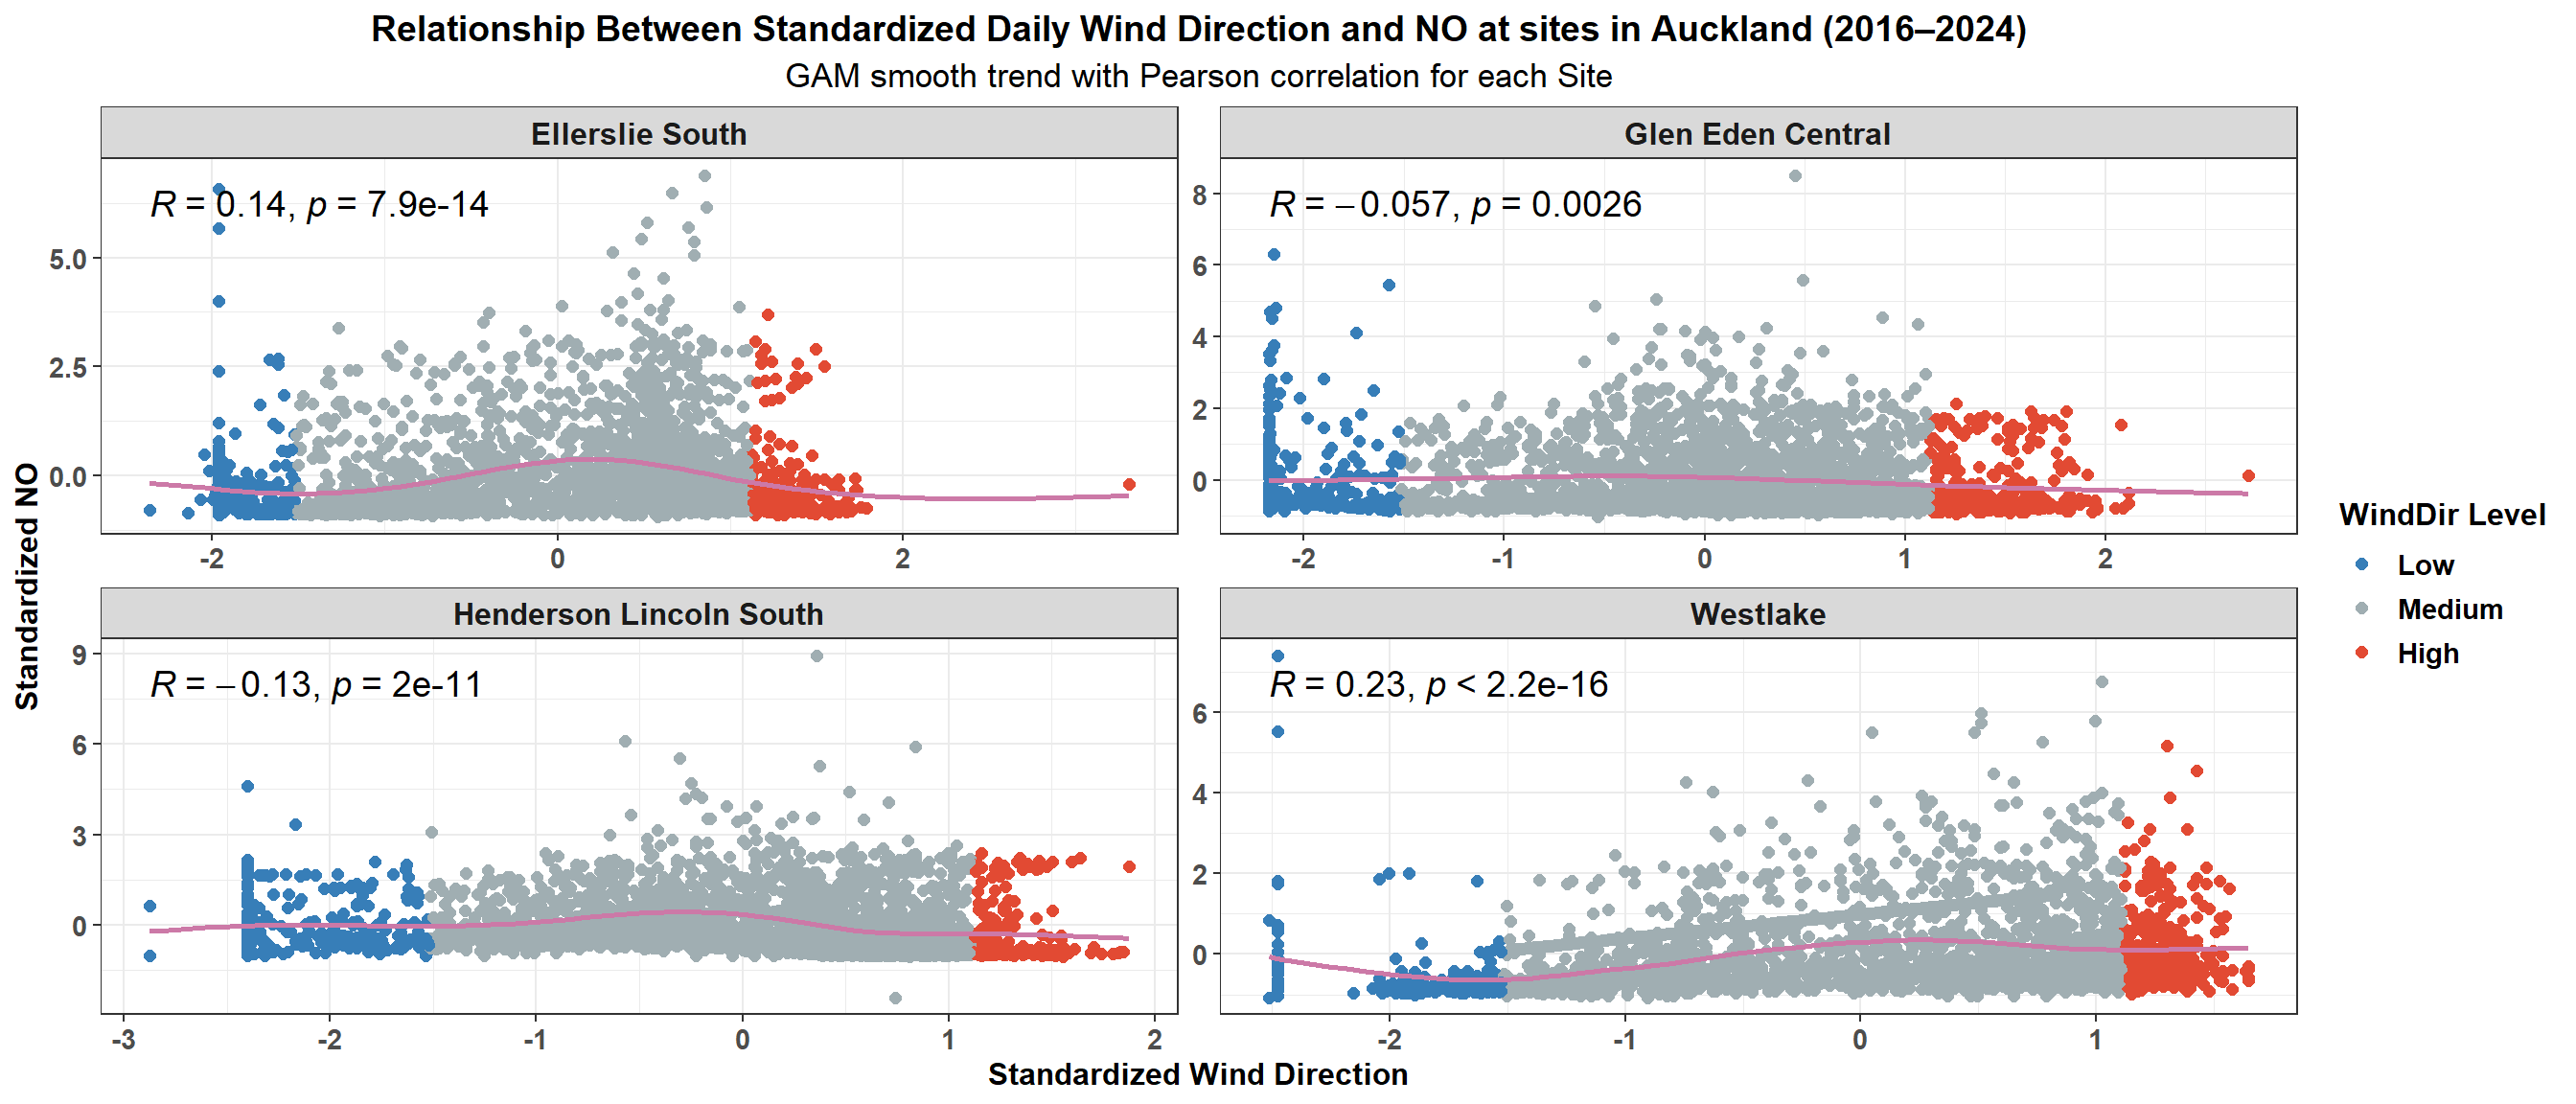 Relationship Between Standardized Daily Wind Direction and NO at sites in Auckland (2016–2024)
GAM smooth trend with Pearson correlation for each Site
Ellerslie South
R = 0.14, p = 7.9e-14
5.0
2.5
0.0
-2 0 2
Glen Eden Central
R = −0.057, p = 0.0026
8
6
4
2
0
-2 -1 0 1 2
Henderson Lincoln South
R = −0.13, p = 2e-11
9
6
3
0
-3 -2 -1 0 1 2
Westlake
R = 0.23, p < 2.2e-16
6
4
2
0
-2 -1 0 1
Standardized NO
Standardized Wind Direction
WindDir Level
Low
Medium
High